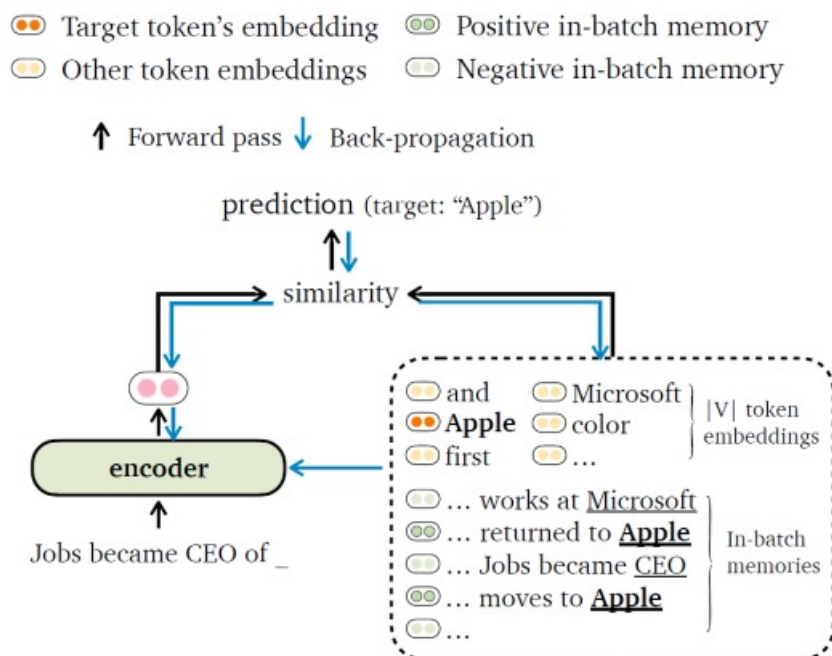 Target token's embedding
Positive in-batch memory
Other token embeddings
Negative in-batch memory
Forward pass
Back-propagation
prediction (target: “Apple”)
similarity
and
Microsoft
Apple
color
first
...
|V| token
embeddings
encoder
Jobs became CEO of _
... works at Microsoft
... returned to Apple
... Jobs became CEO
... moves to Apple
...
In-batch
memories